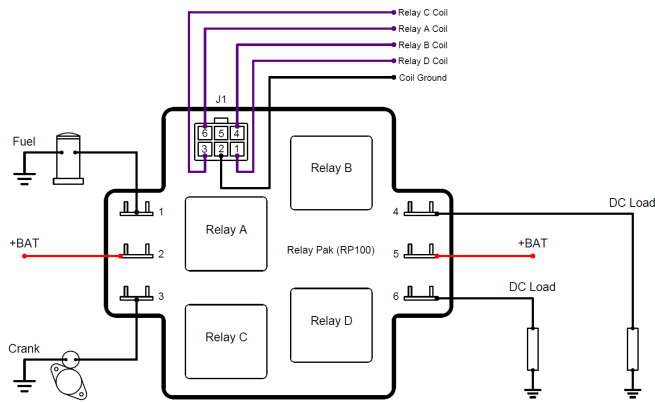 Relay C Coil
Relay A Coil
Relay B Coil
Relay D Coil
Coil Ground
J1
6 5 4
3 2 1
Fuel
Relay B
1
4
DC Load
Relay A
+BAT
2
Relay Pak (RP100)
5
+BAT
3
6
DC Load
Relay C
Relay D
Crank